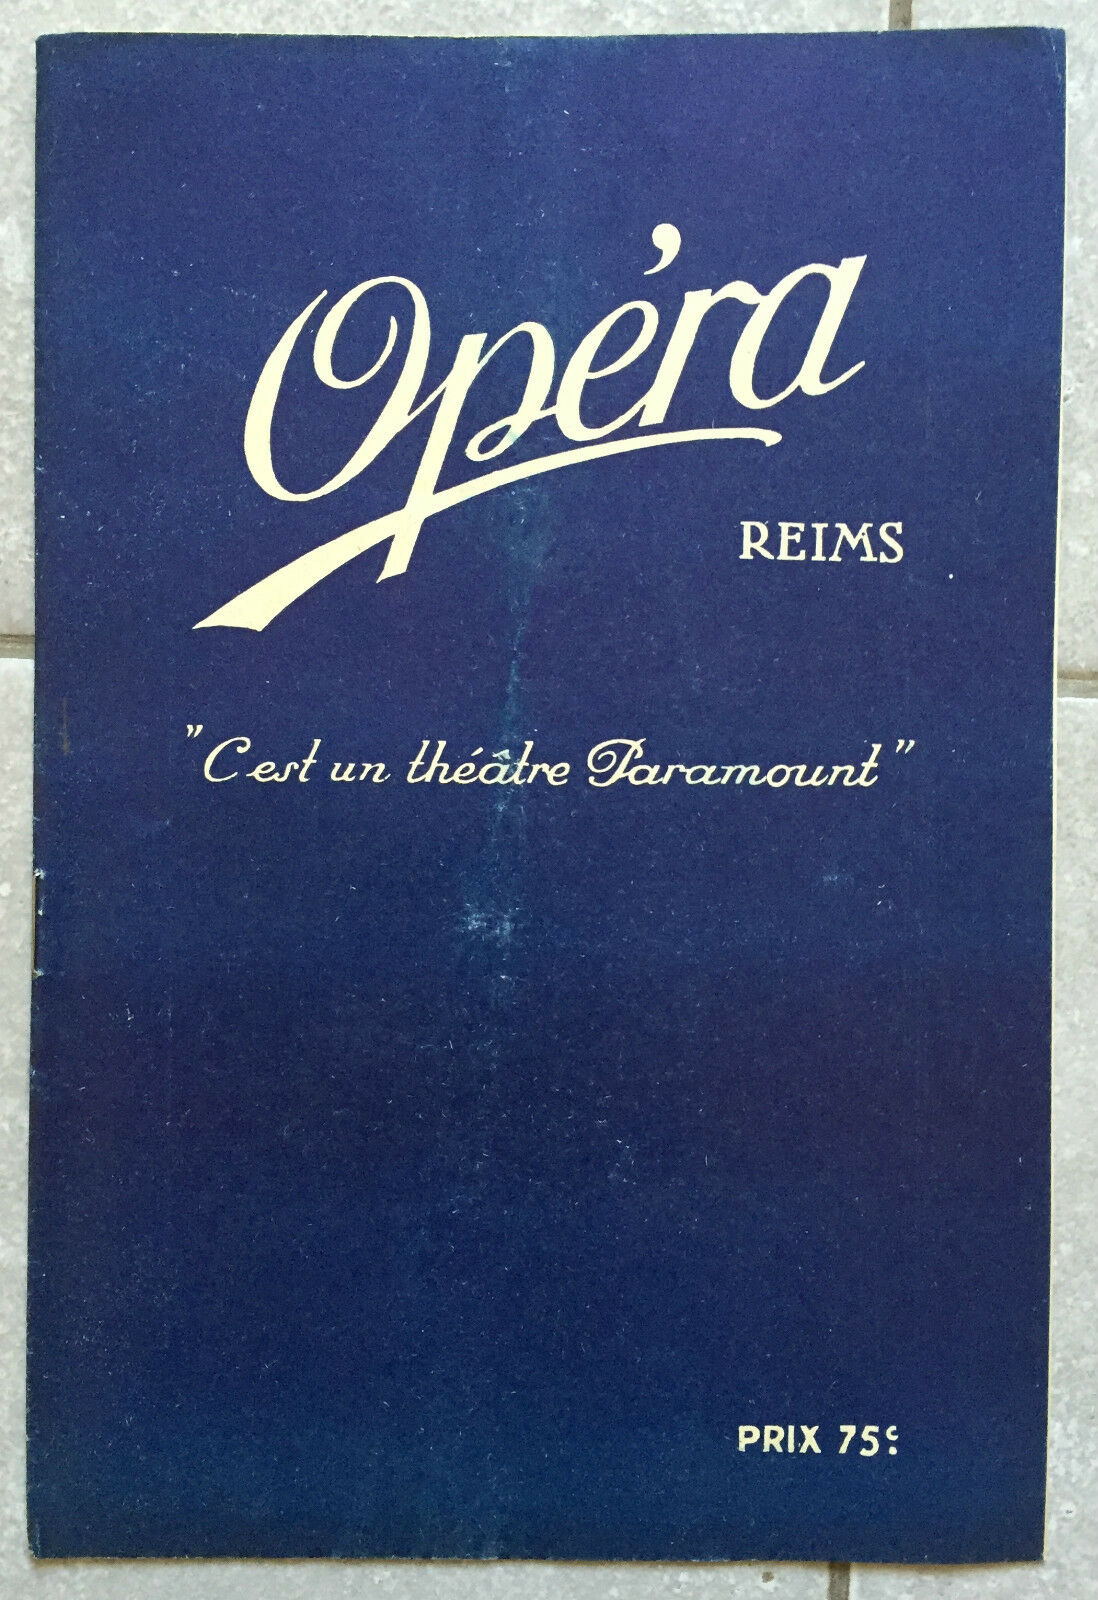 Opéra
REIMS
"C'est un théâtre Paramount"
PRIX 75c.